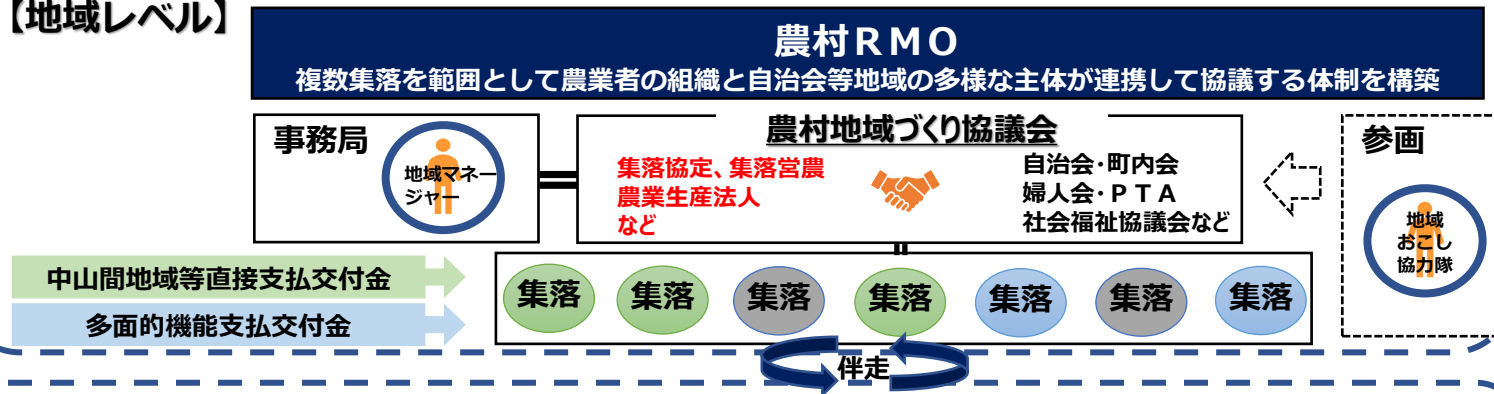 【地域レベル】
農村RMO
複数集落を範囲として農業者の組織と自治会等地域の多様な主体が連携して協議する体制を構築
事務局
地域マネー
ジャー
農村地域づくり協議会
集落協定、集落営農
農業生産法人
など
自治会・町内会
婦人会・PTA
社会福祉協議会など
参画
地域
おこし
協力隊
中山間地域等直接支払交付金
多面的機能支払交付金
集落
集落
集落
集落
集落
集落
集落
伴走